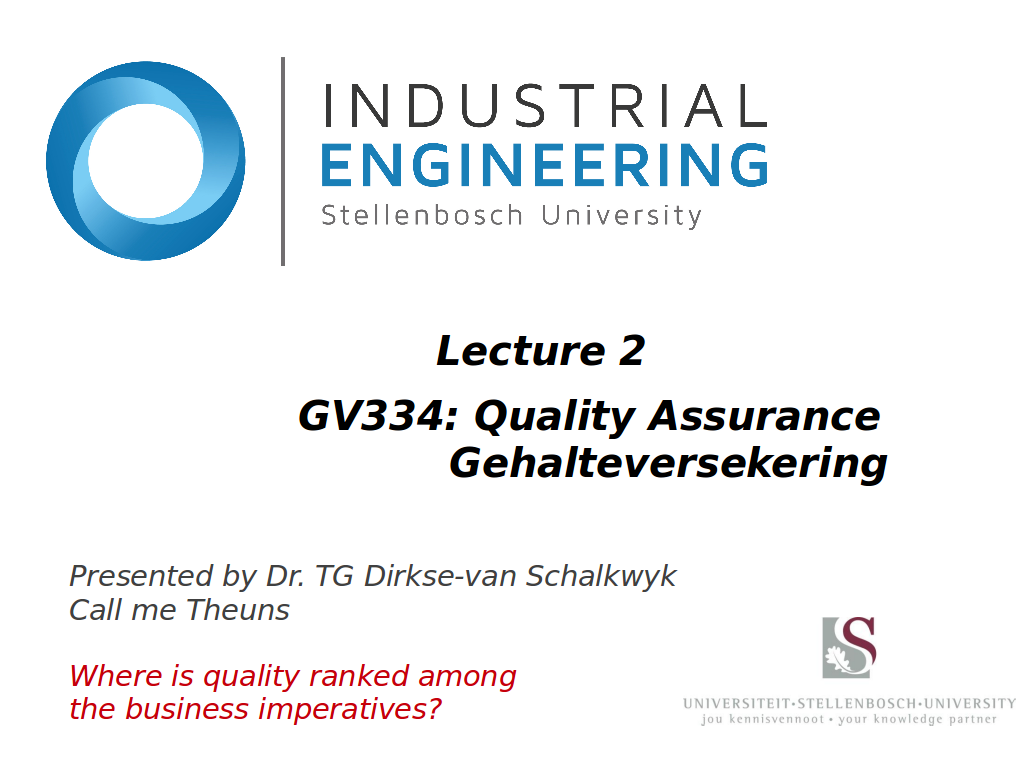 INDUSTRIAL
ENGINEERING
Stellenbosch University
Lecture 2
GV334: Quality Assurance
Gehalteversekering
Presented by Dr. TG Dirkse-van Schalkwyk
Call me Theuns
Where is quality ranked among
the business imperatives?
S
UNIVERSITEIT•STELLENBOSCH•UNIVERSITY
jou kennisvennoot • your knowledge partner